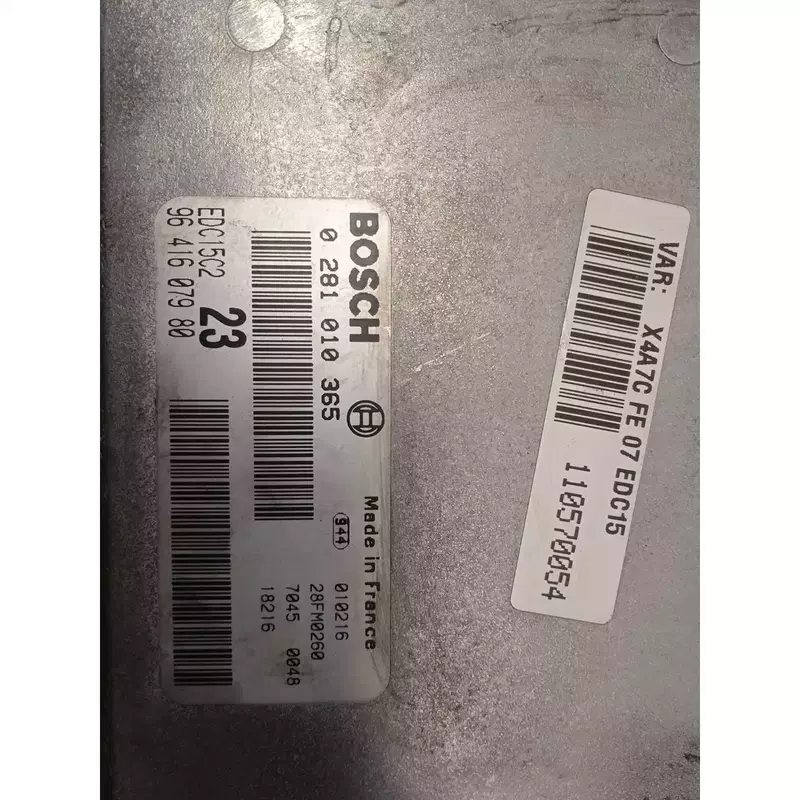 BOSCH
0 281 010 365
EDC15C2
96 416 079 80
23
Made in France
944
010216
28FM0260
7045 0048
18216
VAR: X4A7C FE 07 EDC15
110570054